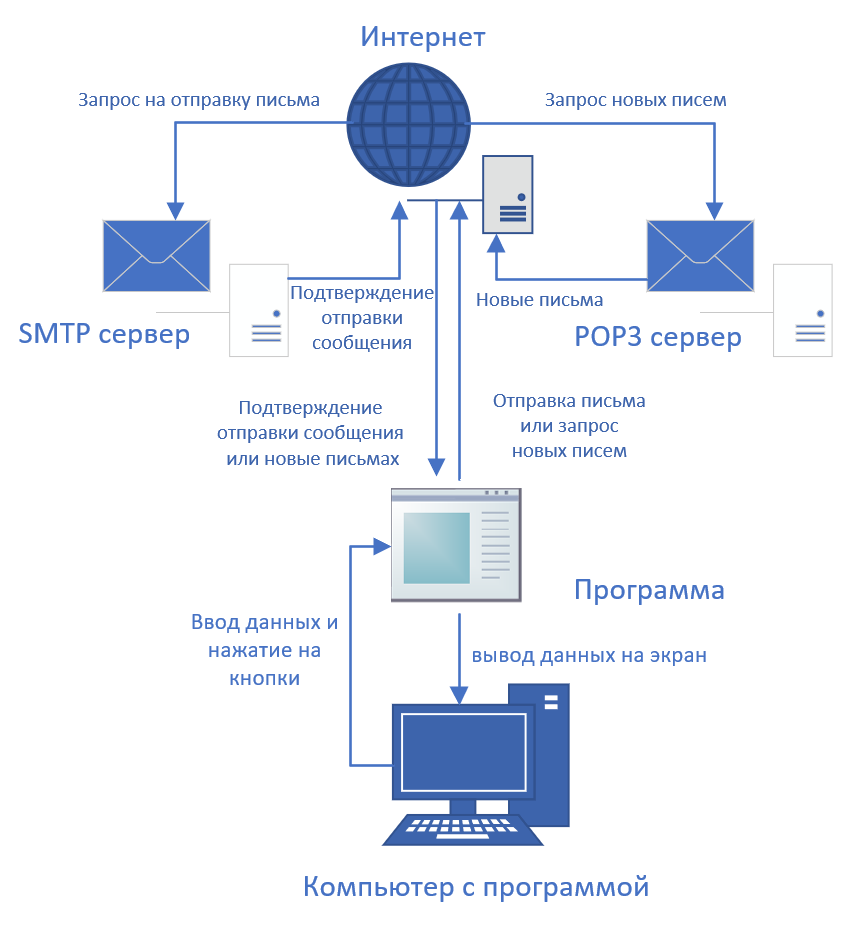 Интернет
Запрос на отправку письма
Запрос новых писем
Подтверждение
отправки
сообщения
Новые письма
SMTP сервер
POP3 сервер
Подтверждение
отправки сообщения
или новые письмах
Отправка письма
или запрос
новых писем
Программа
Ввод данных и
нажатие на
кнопки
вывод данных на экран
Компьютер с программой